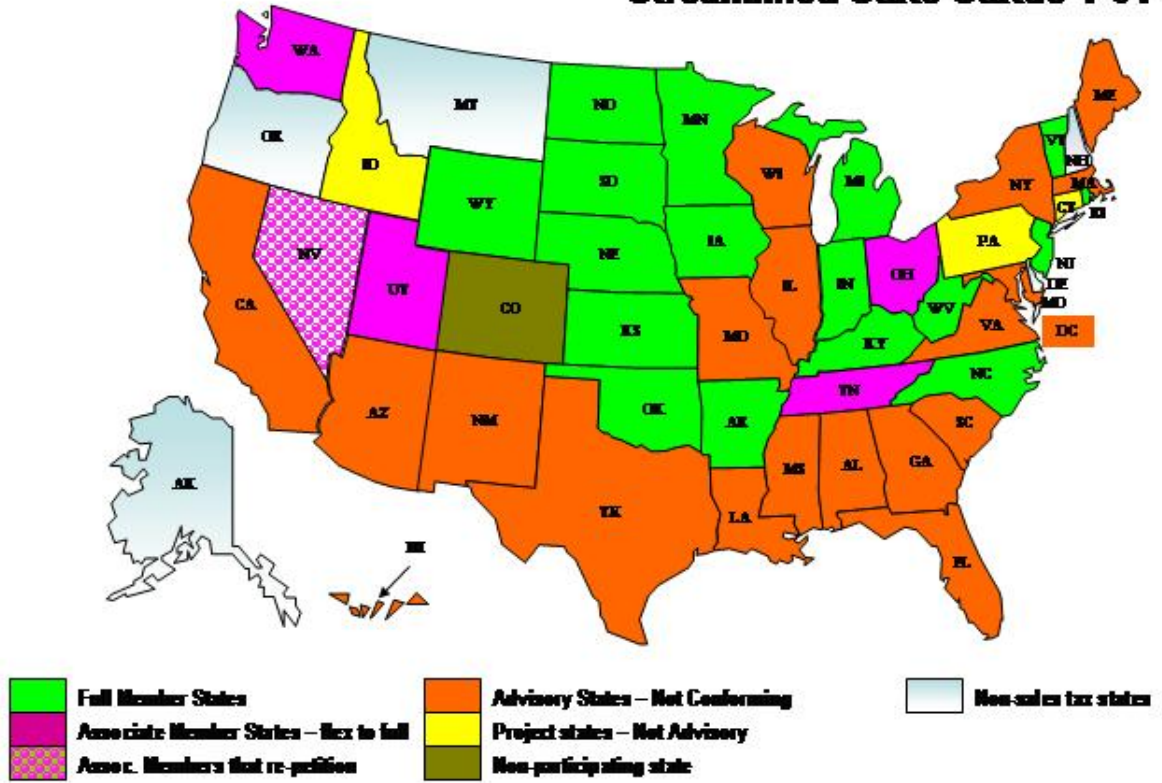 WA
MT
ND
MN
ME
OR
ID
SD
WI
VT
NH
NY
MA
CT
RI
WY
MI
NV
NE
IA
PA
NJ
UT
CO
IL
IN
OH
DE
MD
CA
KS
MO
WV
VA
DC
KY
NC
AZ
NM
OK
AR
TN
SC
MS
AL
GA
AK
TX
LA
HI
FL
Full Member States
Advisory States – Not Conforming
Non-sales tax states
Associate Member States – flex to full
Project states – Not Advisory
Assoc. Members that re-petition
Non-participating state